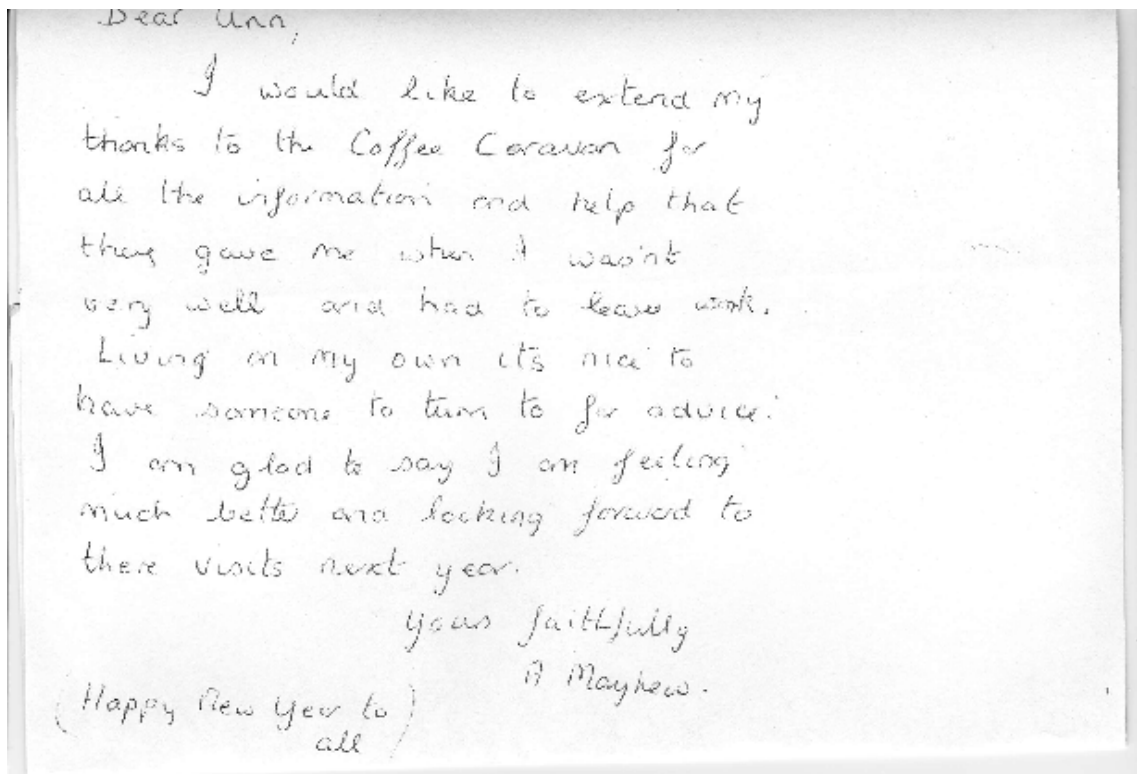 Dear Ann,
I would like to extend my
thanks to the Coffee Caravan for
all the information and help that
they gave me when I wasn't
very well and had to leave work.
Living on my own it's nice to
have someone to turn to for advice.
I am glad to say I am feeling
much better and looking forward to
there visits next year.
yours faithfully
A Mayhew.
(Happy New Year to
all)